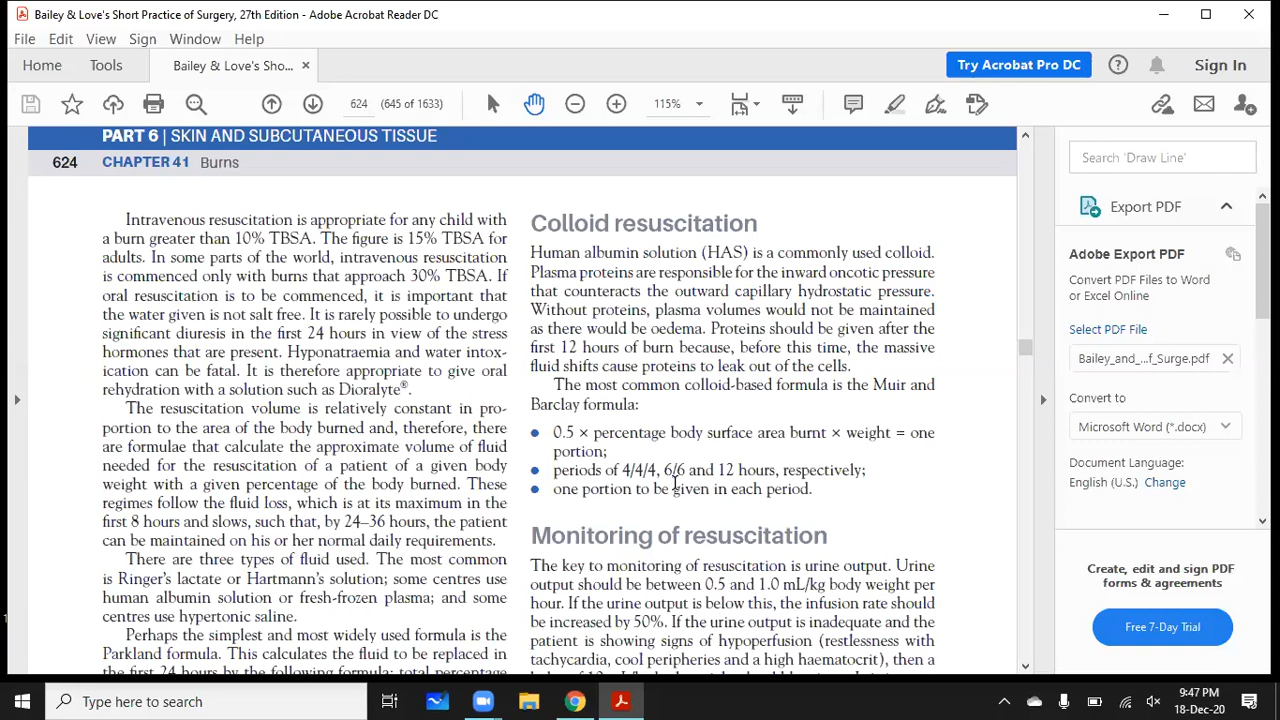 Bailey & Love's Short Practice of Surgery, 27th Edition - Adobe Acrobat Reader DC
File Edit View Sign Window Help
Home Tools Bailey & Love's Sho... × Try Acrobat Pro DC Sign In
624 (645 of 1633) 115%
PART 6 | SKIN AND SUBCUTANEOUS TISSUE
624 CHAPTER 41 Burns
Intravenous resuscitation is appropriate for any child with
a burn greater than 10% TBSA. The figure is 15% TBSA for
adults. In some parts of the world, intravenous resuscitation
is commenced only with burns that approach 30% TBSA. If
oral resuscitation is to be commenced, it is important that
the water given is not salt free. It is rarely possible to undergo
significant diuresis in the first 24 hours in view of the stress
hormones that are present. Hyponatraemia and water intox-
ication can be fatal. It is therefore appropriate to give oral
rehydration with a solution such as Dioralyte®.
The resuscitation volume is relatively constant in pro-
portion to the area of the body burned and, therefore, there
are formulae that calculate the approximate volume of fluid
needed for the resuscitation of a patient of a given body
weight with a given percentage of the body burned. These
regimes follow the fluid loss, which is at its maximum in the
first 8 hours and slows, such that, by 24–36 hours, the patient
can be maintained on his or her normal daily requirements.
There are three types of fluid used. The most common
is Ringer's lactate or Hartmann's solution; some centres use
human albumin solution or fresh-frozen plasma; and some
centres use hypertonic saline.
Perhaps the simplest and most widely used formula is the
Parkland formula. This calculates the fluid to be replaced in
the first 24 hours by the following formula: total percentage
Colloid resuscitation
Human albumin solution (HAS) is a commonly used colloid.
Plasma proteins are responsible for the inward oncotic pressure
that counteracts the outward capillary hydrostatic pressure.
Without proteins, plasma volumes would not be maintained
as there would be oedema. Proteins should be given after the
first 12 hours of burn because, before this time, the massive
fluid shifts cause proteins to leak out of the cells.
The most common colloid-based formula is the Muir and
Barclay formula:
● 0.5 × percentage body surface area burnt × weight = one
portion;
● periods of 4/4/4, 6/6 and 12 hours, respectively;
● one portion to be given in each period.
Monitoring of resuscitation
The key to monitoring of resuscitation is urine output. Urine
output should be between 0.5 and 1.0 mL/kg body weight per
hour. If the urine output is below this, the infusion rate should
be increased by 50%. If the urine output is inadequate and the
patient is showing signs of hypoperfusion (restlessness with
tachycardia, cool peripheries and a high haematocrit), then a
Search 'Draw Line'
Export PDF
Adobe Export PDF
Convert PDF Files to Word
or Excel Online
Select PDF File
Bailey_and_...f_Surge.pdf ×
Convert to
Microsoft Word (*.docx)
Document Language:
English (U.S.) Change
Create, edit and sign PDF
forms & agreements
Free 7-Day Trial
Type here to search
9:47 PM
18-Dec-20